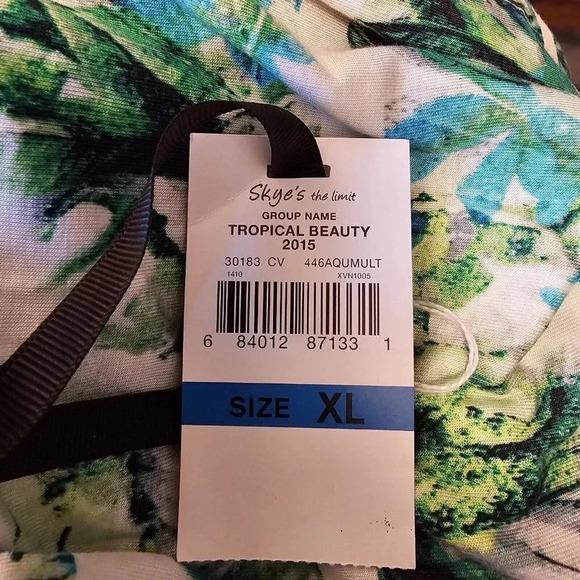 Skye's the limit
GROUP NAME
TROPICAL BEAUTY
2015
30183 CV 446AQUMULT
1410 XVN1005
6 84012 87133 1
SIZE XL